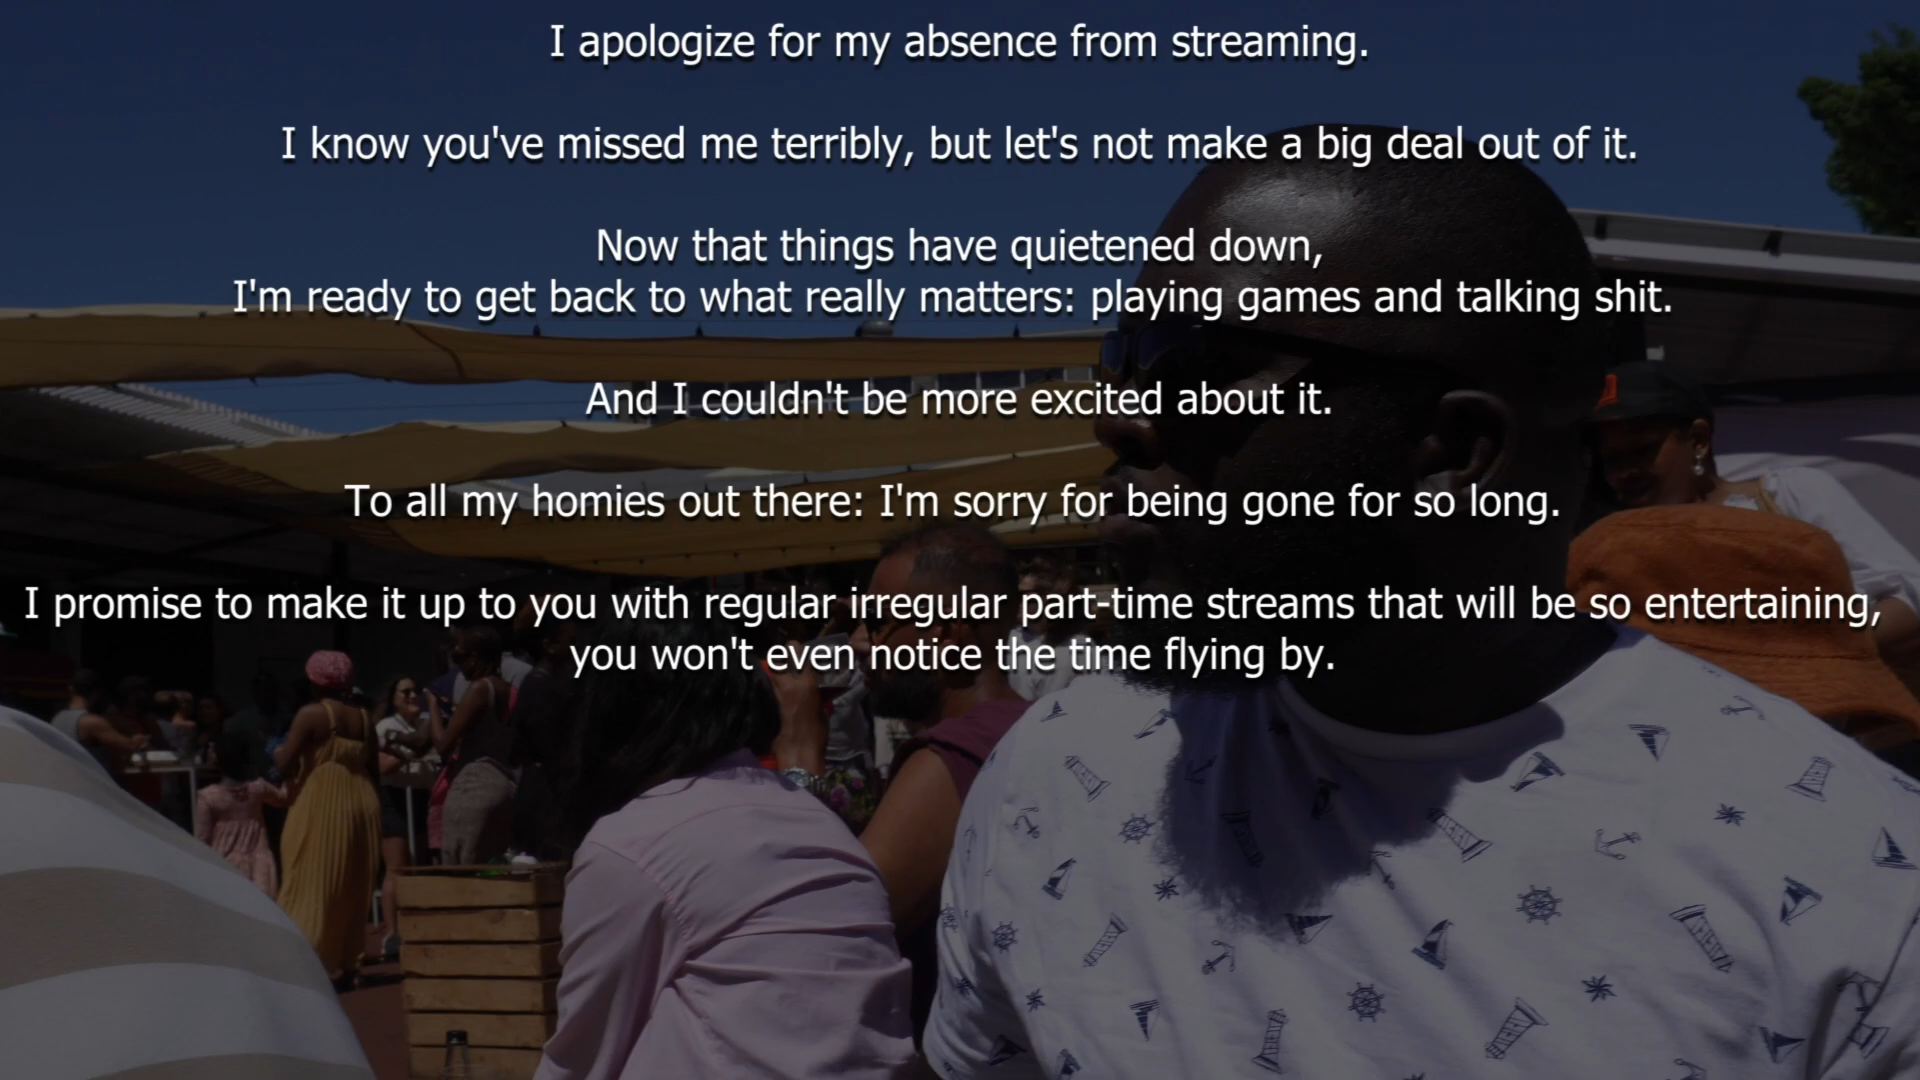 I apologize for my absence from streaming.
I know you've missed me terribly, but let's not make a big deal out of it.
Now that things have quietened down,
I'm ready to get back to what really matters: playing games and talking shit.
And I couldn't be more excited about it.
To all my homies out there: I'm sorry for being gone for so long.
I promise to make it up to you with regular irregular part-time streams that will be so entertaining,
you won't even notice the time flying by.